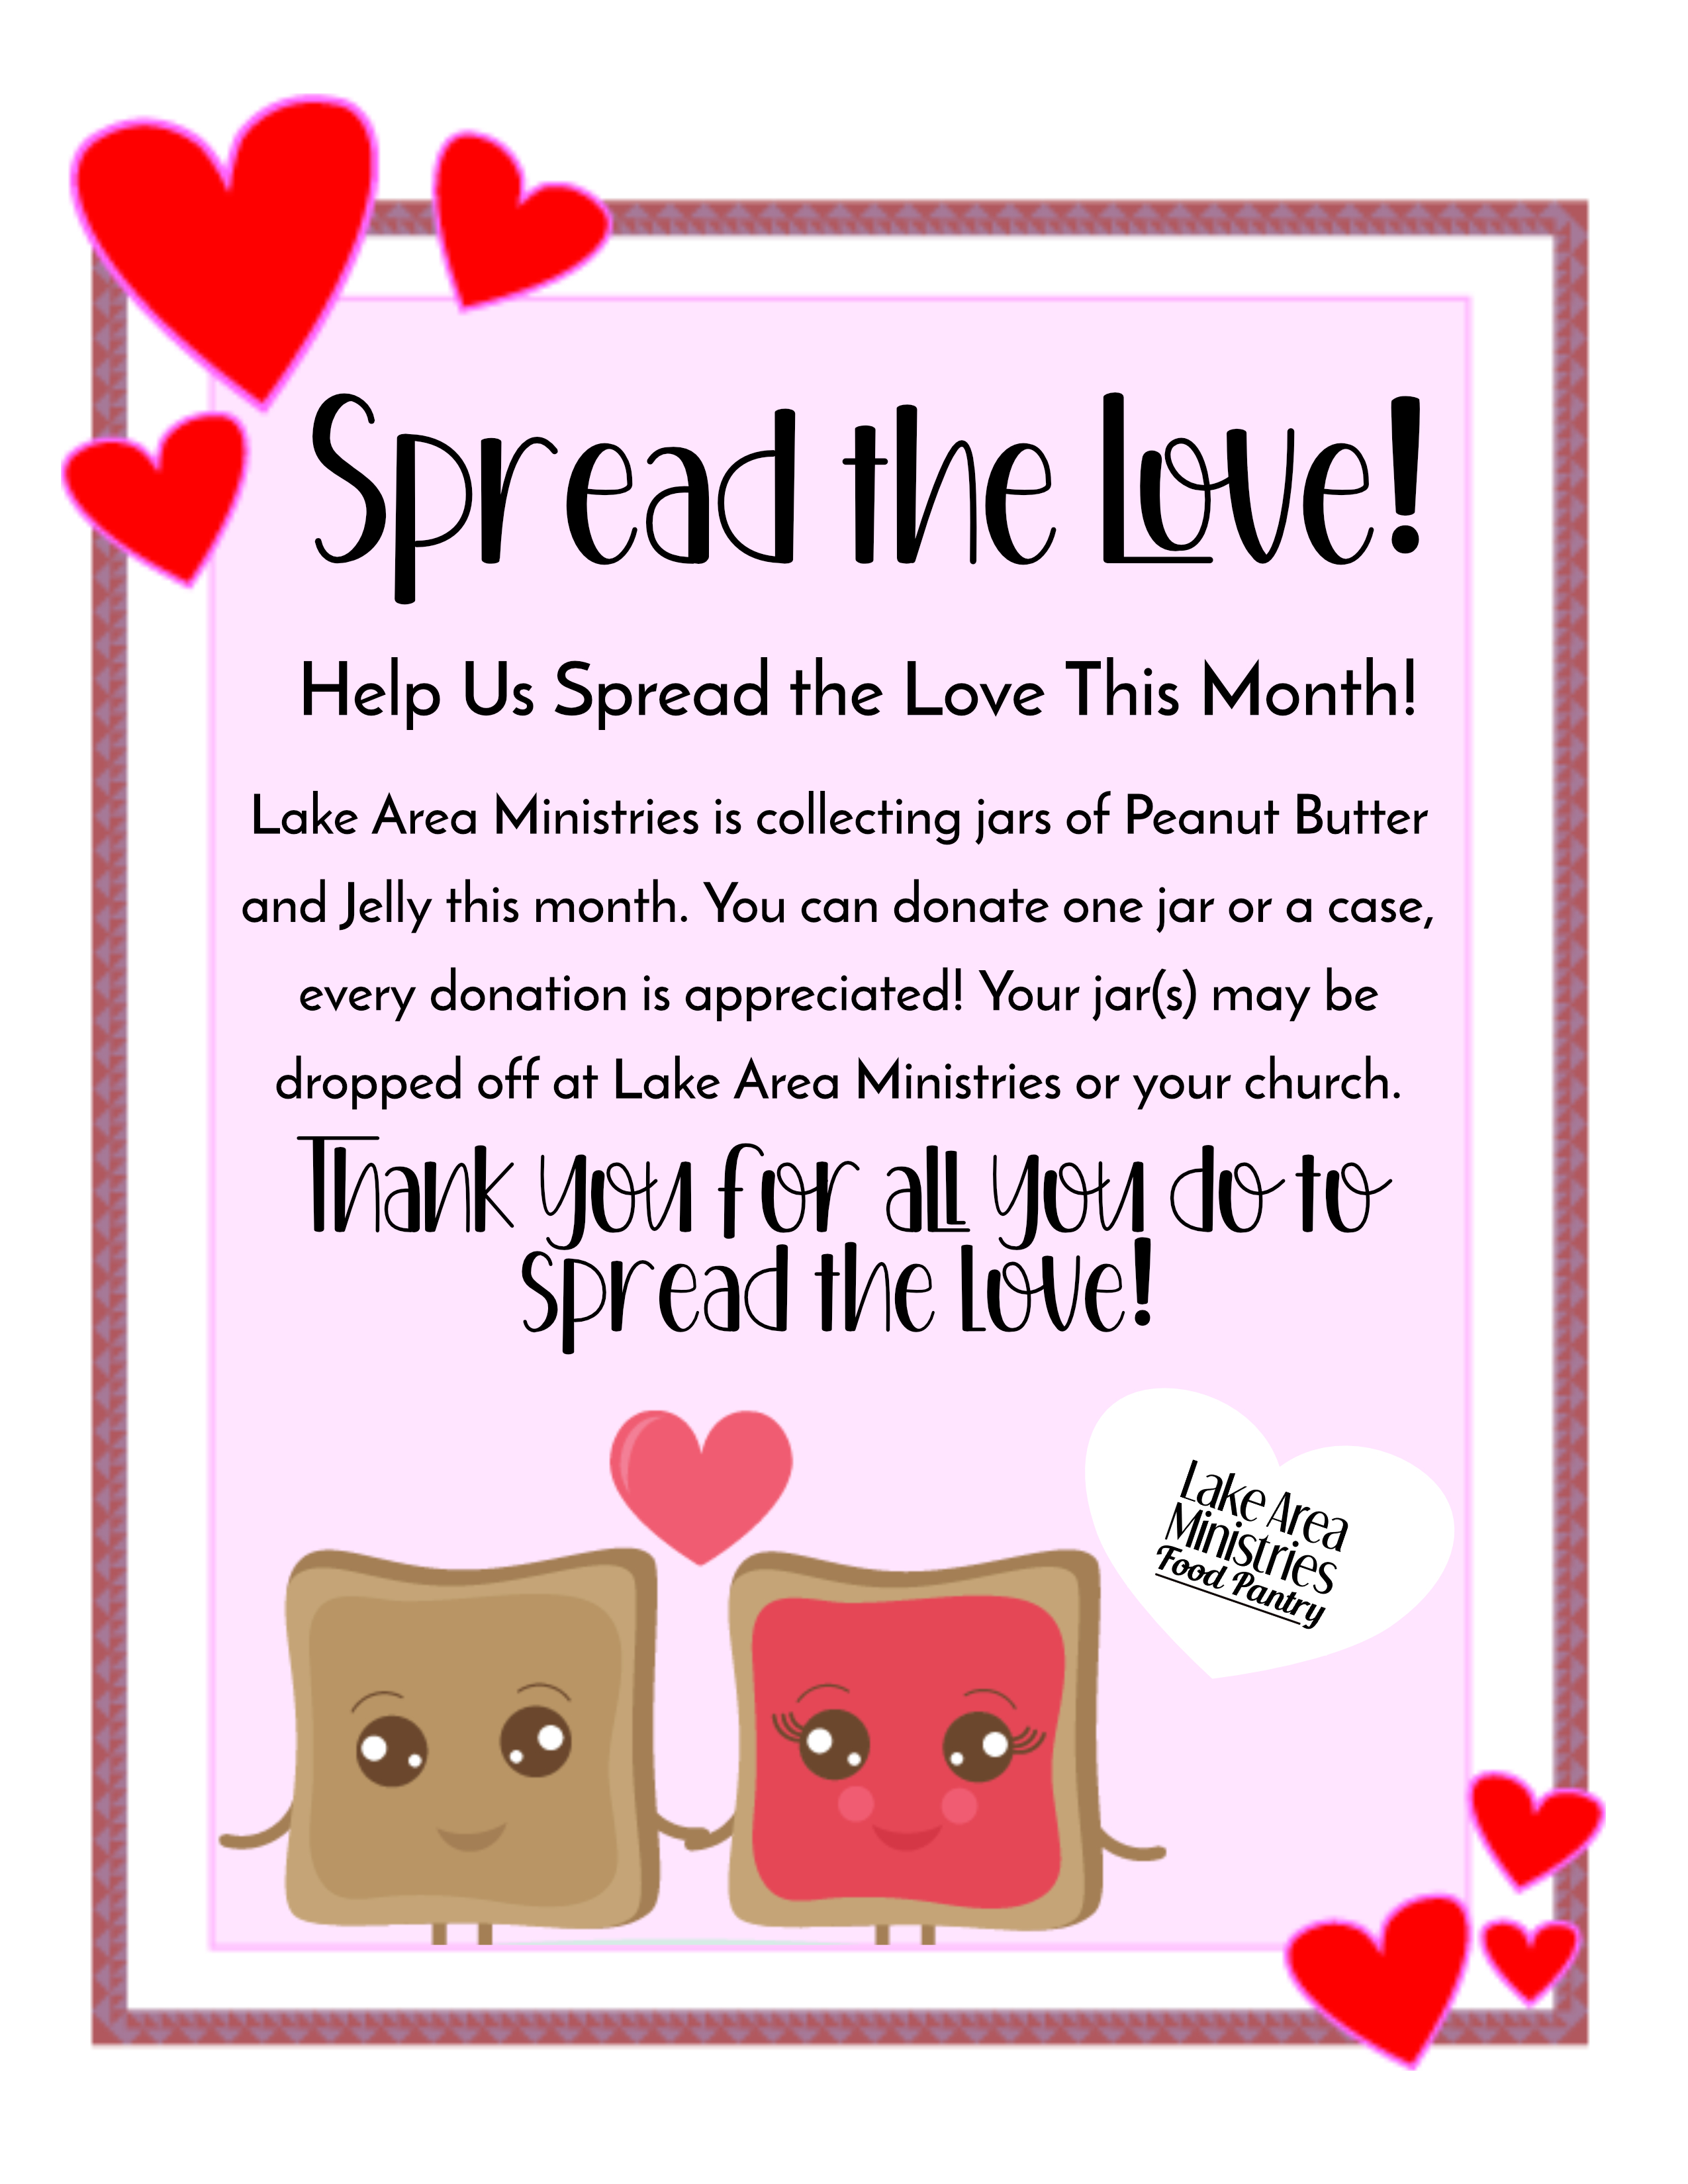 Spread the Love!
Help Us Spread the Love This Month!
Lake Area Ministries is collecting jars of Peanut Butter
and Jelly this month. You can donate one jar or a case,
every donation is appreciated! Your jar(s) may be
dropped off at Lake Area Ministries or your church.
Thank you for all you do to
spread the love!
Lake Area
Ministries
Food Pantry